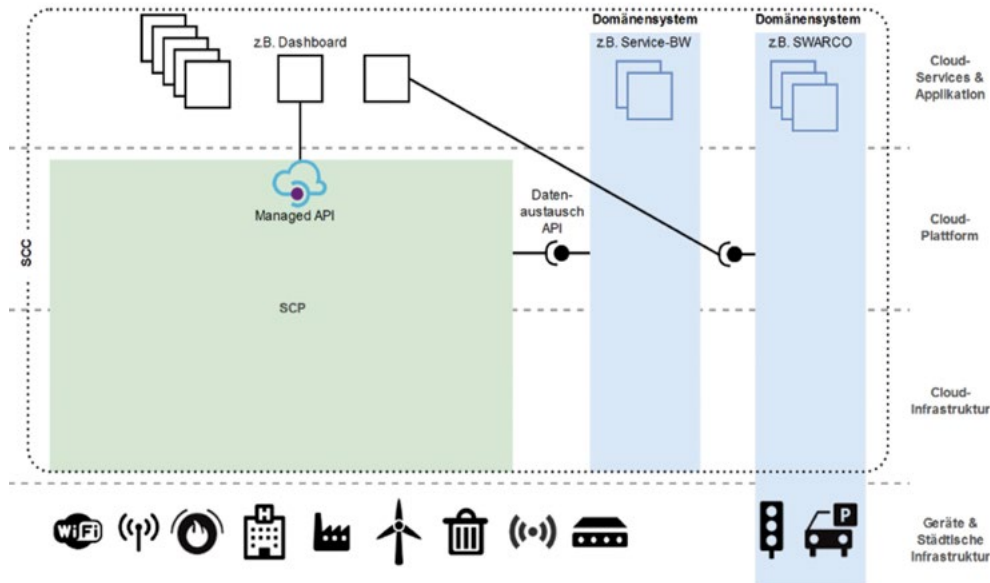 Domänensystem
Domänensystem
z.B. Dashboard
z.B. Service-BW
z.B. SWARCO
Cloud-
Services &
Applikation
Managed API
Daten-
austausch
API
Cloud-
Plattform
SCC
SCP
Cloud-
Infrastruktur
WiFi
H
P
Geräte &
Städtische
Infrastruktur